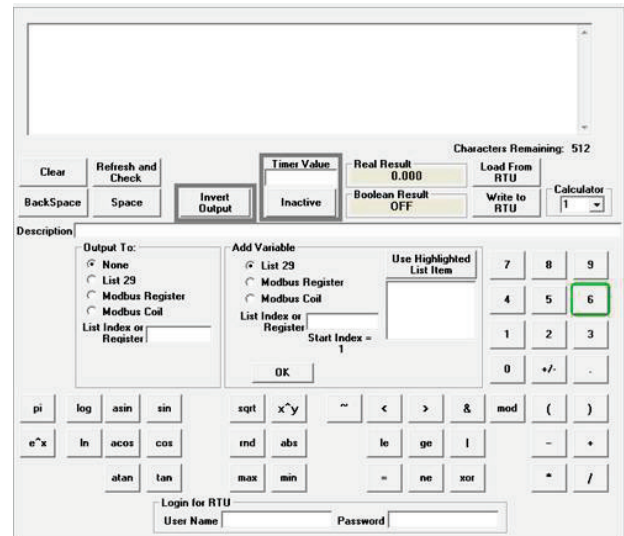 Characters Remaining: 512
Clear
Refresh and
Check
Timer Value
Real Result
0.000
Load From
RTU
BackSpace
Space
Invert
Output
Inactive
Boolean Result
OFF
Write to
RTU
Calculator
1
Description
Output To:
None
List 29
Modbus Register
Modbus Coil
List Index or
Register
Add Variable
List 29
Modbus Register
Modbus Coil
List Index or
Register
Start Index =
1
OK
Use Highlighted
List Item
7 8 9
4 5 6
1 2 3
0 +/- .
pi log asin sin sqrt x^y ~ < > & mod ( )
e^x ln acos cos rnd abs le ge | - +
atan tan max min = ne xor * /
Login for RTU
User Name
Password